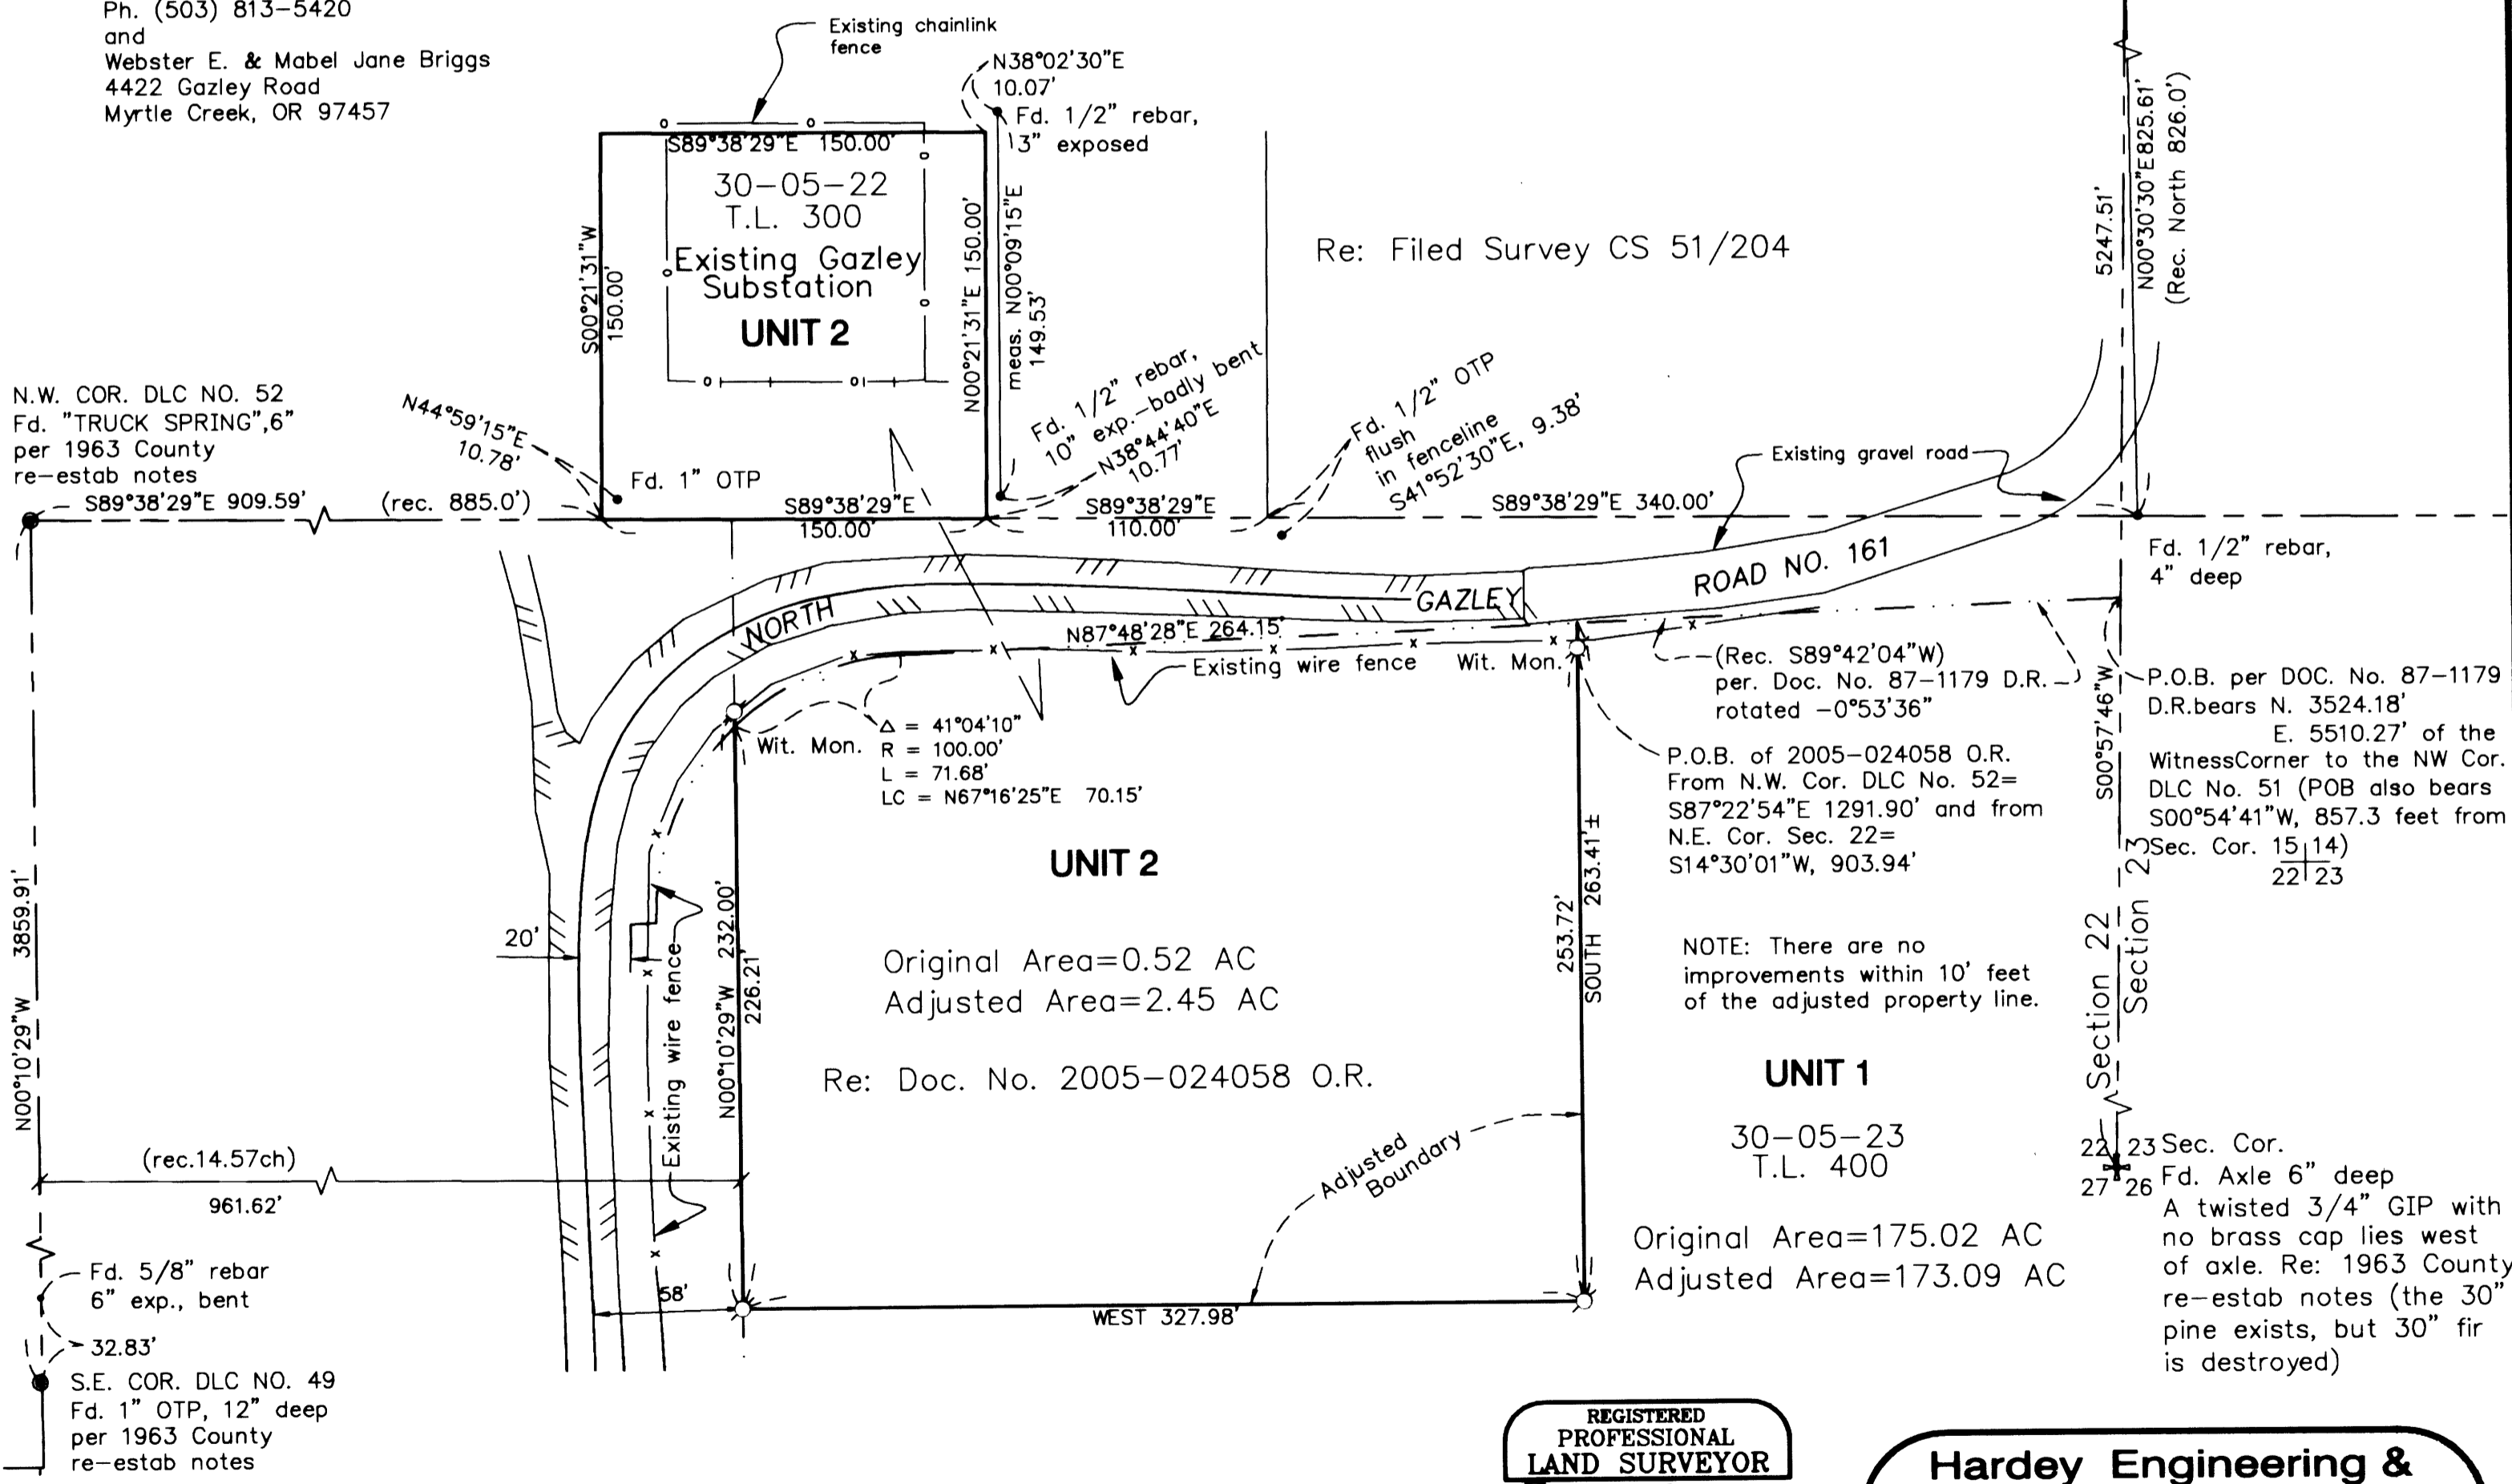 Ph. (503) 813-5420
and
Webster E. & Mabel Jane Briggs
4422 Gazley Road
Myrtle Creek, OR 97457
Existing chainlink
fence
N38°02'30"E
10.07'
Fd. 1/2" rebar,
3" exposed
S89°38'29"E 150.00'
30-05-22
T.L. 300
Existing Gazley
Substation
UNIT 2
S00°21'31"W
150.00'
N00°21'31"E 150.00'
meas. N00°09'15"E
149.53'
Re: Filed Survey CS 51/204
5247.51'
N00°30'30"E 825.61'
(Rec. North 826.0')
N.W. COR. DLC NO. 52
Fd. "TRUCK SPRING",6"
per 1963 County
re-estab notes
S89°38'29"E 909.59'
(rec. 885.0')
N44°59'15"E
10.78'
Fd. 1" OTP
S89°38'29"E
150.00'
Fd. 1/2" rebar,
10" exp.-badly bent
N38°44'40"E
10.77'
S89°38'29"E
110.00'
Fd. 1/2" OTP
flush
in fenceline
S41°52'30"E, 9.38'
S89°38'29"E 340.00'
Existing gravel road
Fd. 1/2" rebar,
4" deep
NORTH
GAZLEY
ROAD NO. 161
N87°48'28"E 264.15'
Existing wire fence
Wit. Mon.
(Rec. S89°42'04"W)
per. Doc. No. 87-1179 D.R.
rotated -0°53'36"
S00°57'46"W
P.O.B. per DOC. No. 87-1179
D.R.bears N. 3524.18'
E. 5510.27' of the
WitnessCorner to the NW Cor.
DLC No. 51 (POB also bears
S00°54'41"W, 857.3 feet from
Sec. Cor. 15 14)
22 23
Wit. Mon.
Δ = 41°04'10"
R = 100.00'
L = 71.68'
LC = N67°16'25"E 70.15'
P.O.B. of 2005-024058 O.R.
From N.W. Cor. DLC No. 52=
S87°22'54"E 1291.90' and from
N.E. Cor. Sec. 22=
S14°30'01"W, 903.94'
UNIT 2
Original Area=0.52 AC
Adjusted Area=2.45 AC
Re: Doc. No. 2005-024058 O.R.
20'
Existing wire fence
N00°10'29"W 232.00'
226.21'
253.72'
SOUTH 263.41'±
NOTE: There are no
improvements within 10' feet
of the adjusted property line.
UNIT 1
30-05-23
T.L. 400
Original Area=175.02 AC
Adjusted Area=173.09 AC
Section 22
Section 23
22 23 Sec. Cor.
27 26 Fd. Axle 6" deep
A twisted 3/4" GIP with
no brass cap lies west
of axle. Re: 1963 County
re-estab notes (the 30"
pine exists, but 30" fir
is destroyed)
N00°10'29"W 3859.91'
(rec.14.57ch)
961.62'
58'
WEST 327.98'
Adjusted
Boundary
Fd. 5/8" rebar
6" exp., bent
32.83'
S.E. COR. DLC NO. 49
Fd. 1" OTP, 12" deep
per 1963 County
re-estab notes
REGISTERED
PROFESSIONAL
LAND SURVEYOR
Hardey Engineering &